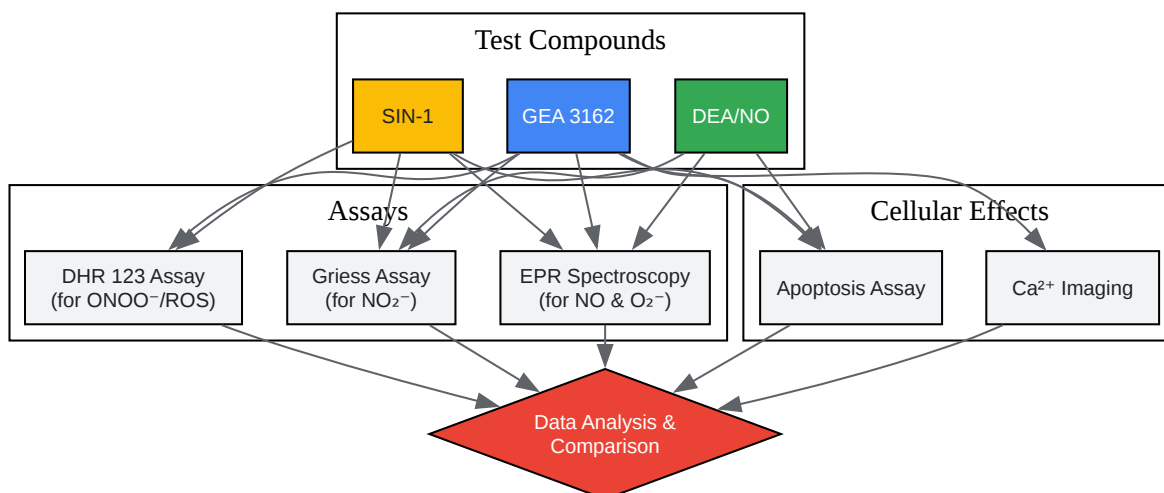 Test Compounds
SIN-1
GEA 3162
DEA/NO
Assays
Cellular Effects
DHR 123 Assay
(for ONOO⁻/ROS)
Griess Assay
(for NO₂⁻)
EPR Spectroscopy
(for NO & O₂⁻)
Apoptosis Assay
Ca²⁺ Imaging
Data Analysis &
Comparison